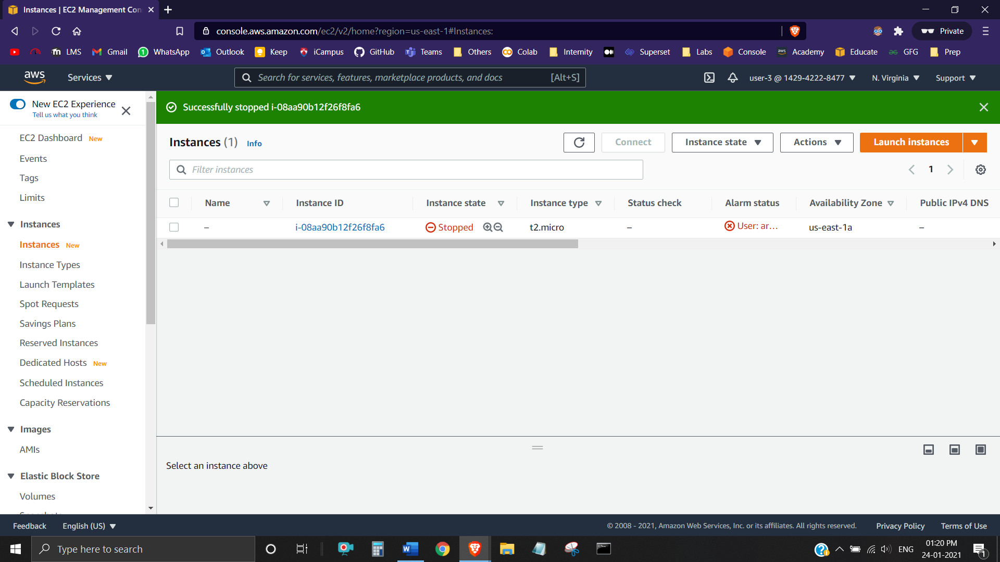 Instances | EC2 Management Con
console.aws.amazon.com/ec2/v2/home?region=us-east-1#Instances:
Private
LMS Gmail WhatsApp Outlook Keep iCampus GitHub Teams Others Colab Internity Superset Labs Console Academy Educate GFG Prep
aws
Services
Search for services, features, marketplace products, and docs [Alt+S]
user-3 @ 1429-4222-8477
N. Virginia
Support
New EC2 Experience
Tell us what you think
EC2 Dashboard New
Events
Tags
Limits
Instances
Instances New
Instance Types
Launch Templates
Spot Requests
Savings Plans
Reserved Instances
Dedicated Hosts New
Scheduled Instances
Capacity Reservations
Images
AMIs
Elastic Block Store
Volumes
Successfully stopped i-08aa90b12f26f8fa6
Instances (1) Info
Connect
Instance state
Actions
Launch instances
Filter instances
1
Name Instance ID Instance state Instance type Status check Alarm status Availability Zone Public IPv4 DNS
– i-08aa90b12f26f8fa6 Stopped t2.micro – User: ar... us-east-1a –
Select an instance above
Feedback English (US)
© 2008 - 2021, Amazon Web Services, Inc. or its affiliates. All rights reserved. Privacy Policy Terms of Use
Type here to search
ENG
01:20 PM
24-01-2021
1